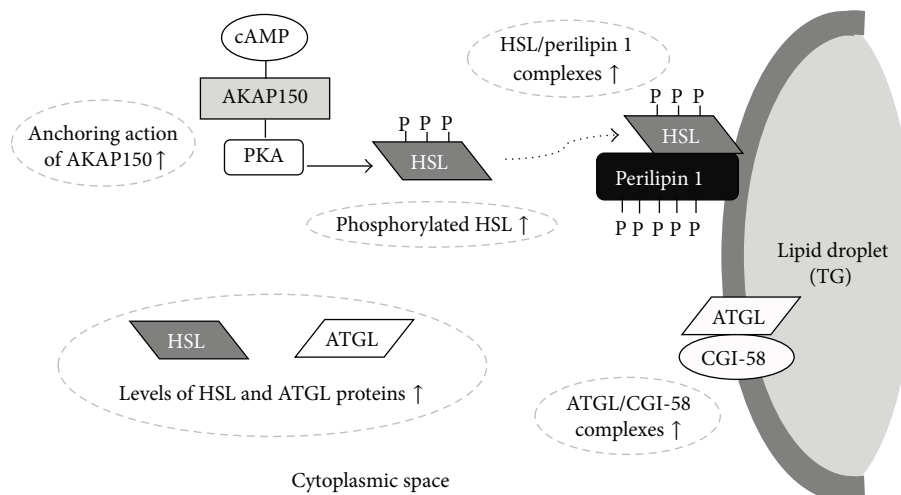 cAMP
AKAP150
PKA
Anchoring action
of AKAP150 ↑
P P P
HSL
Phosphorylated HSL ↑
HSL/perilipin 1
complexes ↑
P P P
HSL
Perilipin 1
P P P P P
Lipid droplet
(TG)
ATGL
CGI-58
ATGL/CGI-58
complexes ↑
HSL
ATGL
Levels of HSL and ATGL proteins ↑
Cytoplasmic space